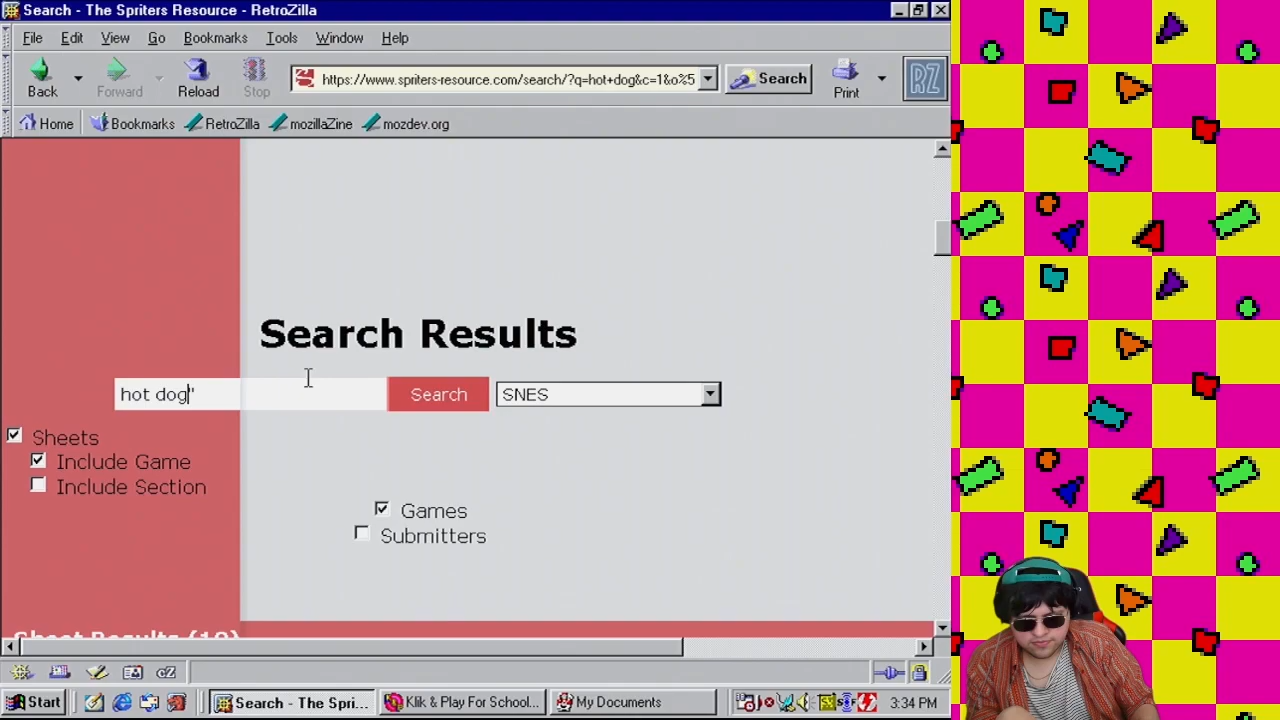 Search - The Spriters Resource - RetroZilla
File Edit View Go Bookmarks Tools Window Help
https://www.spriters-resource.com/search/?q=hot+dog&c=1&o%5
Search
RZ
Back Forward Reload Stop Print
Home Bookmarks RetroZilla mozillaZine mozdev.org
Search Results
hot dog" Search SNES
Sheets
Include Game
Include Section
Games
Submitters
Sheet Results (10)
Start Search - The Spri... Klik & Play For School... My Documents 3:34 PM